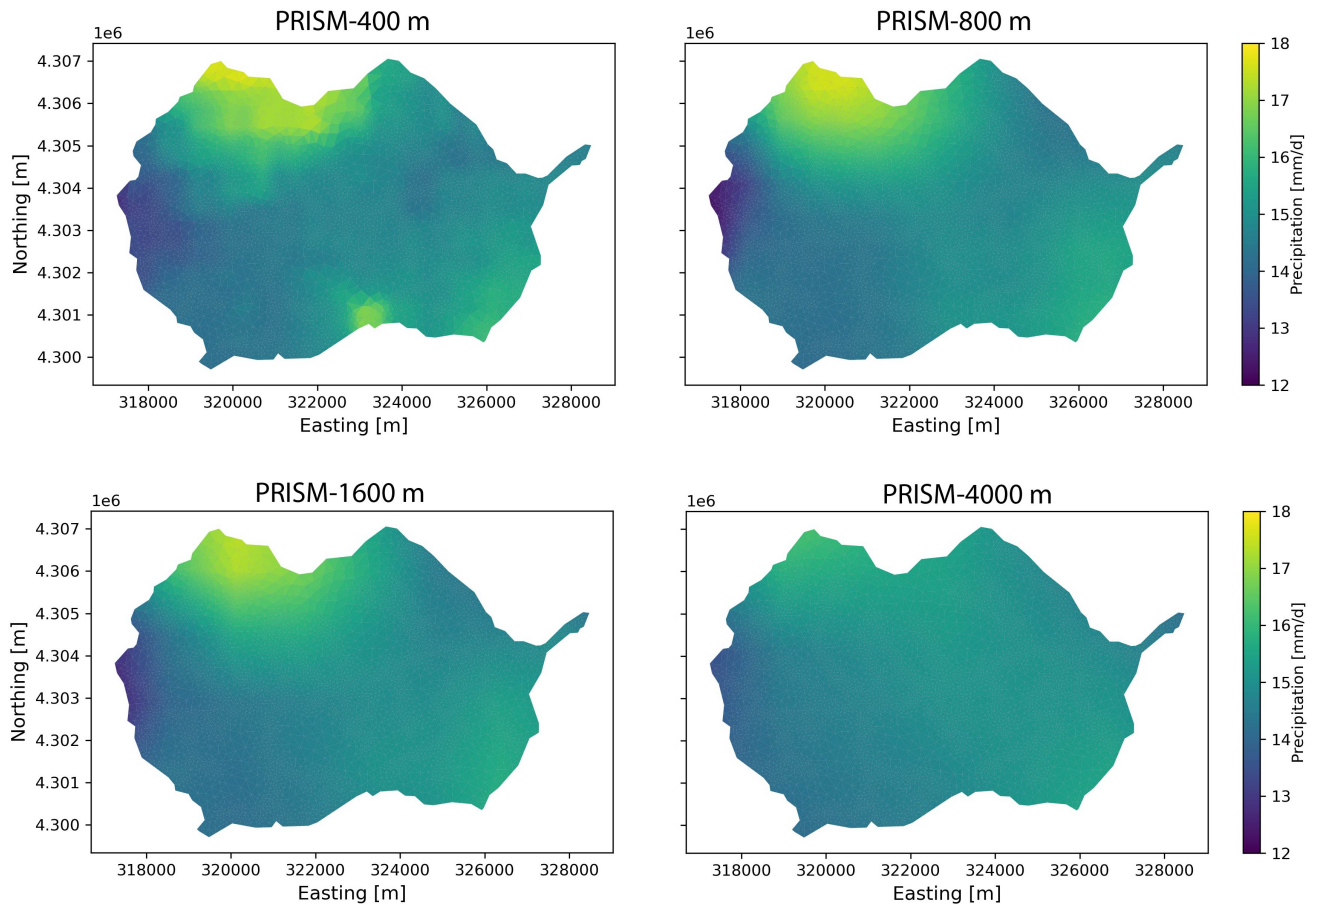 PRISM-400 m
PRISM-800 m
1e6
1e6
4.307
4.306
4.305
4.304
4.303
4.302
4.301
4.300
Northing [m]
318000 320000 322000 324000 326000 328000
Easting [m]
318000 320000 322000 324000 326000 328000
Easting [m]
18
17
16
15
14
13
12
Precipitation [mm/d]
PRISM-1600 m
PRISM-4000 m
1e6
1e6
4.307
4.306
4.305
4.304
4.303
4.302
4.301
4.300
Northing [m]
318000 320000 322000 324000 326000 328000
Easting [m]
318000 320000 322000 324000 326000 328000
Easting [m]
18
17
16
15
14
13
12
Precipitation [mm/d]